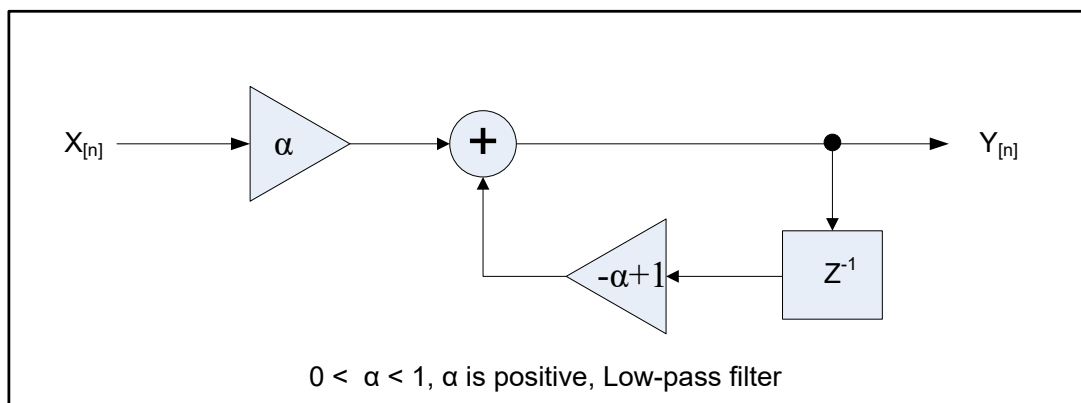 X[n] α + Y[n]
-α+1 Z-1
0 < α < 1, α is positive, Low-pass filter